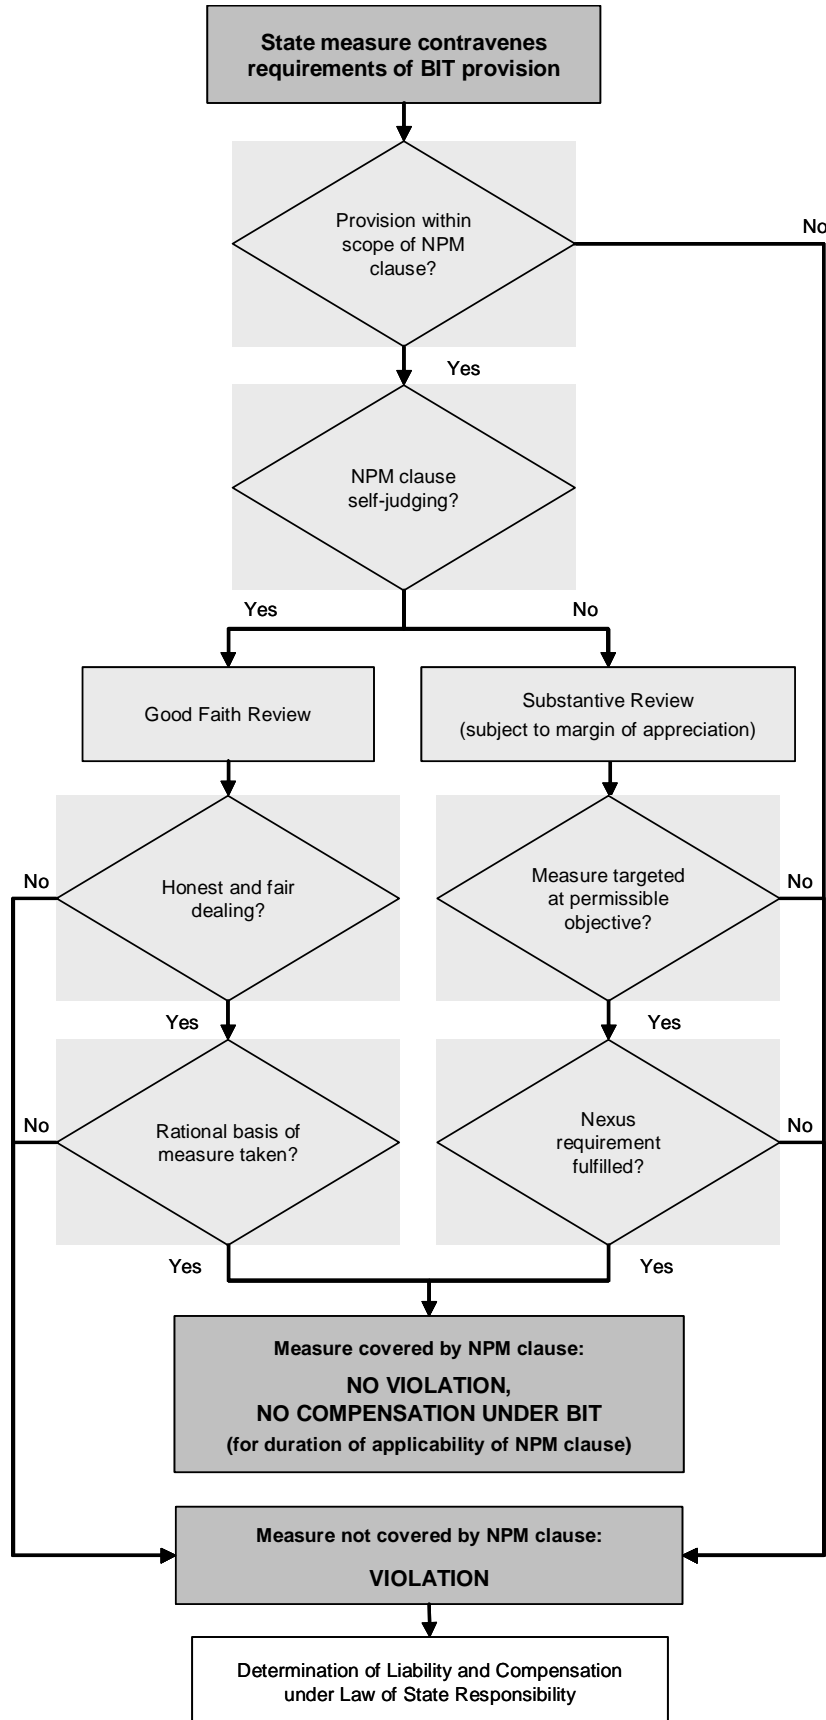 State measure contravenes
requirements of BIT provision
Provision within
scope of NPM
clause?
No
Yes
NPM clause
self-judging?
Yes
No
Good Faith Review
Substantive Review
(subject to margin of appreciation)
No
Honest and fair
dealing?
Measure targeted
at permissible
objective?
No
Yes
Yes
No
Rational basis of
measure taken?
Nexus
requirement
fulfilled?
No
Yes
Yes
Measure covered by NPM clause:
NO VIOLATION,
NO COMPENSATION UNDER BIT
(for duration of applicability of NPM clause)
Measure not covered by NPM clause:
VIOLATION
Determination of Liability and Compensation
under Law of State Responsibility